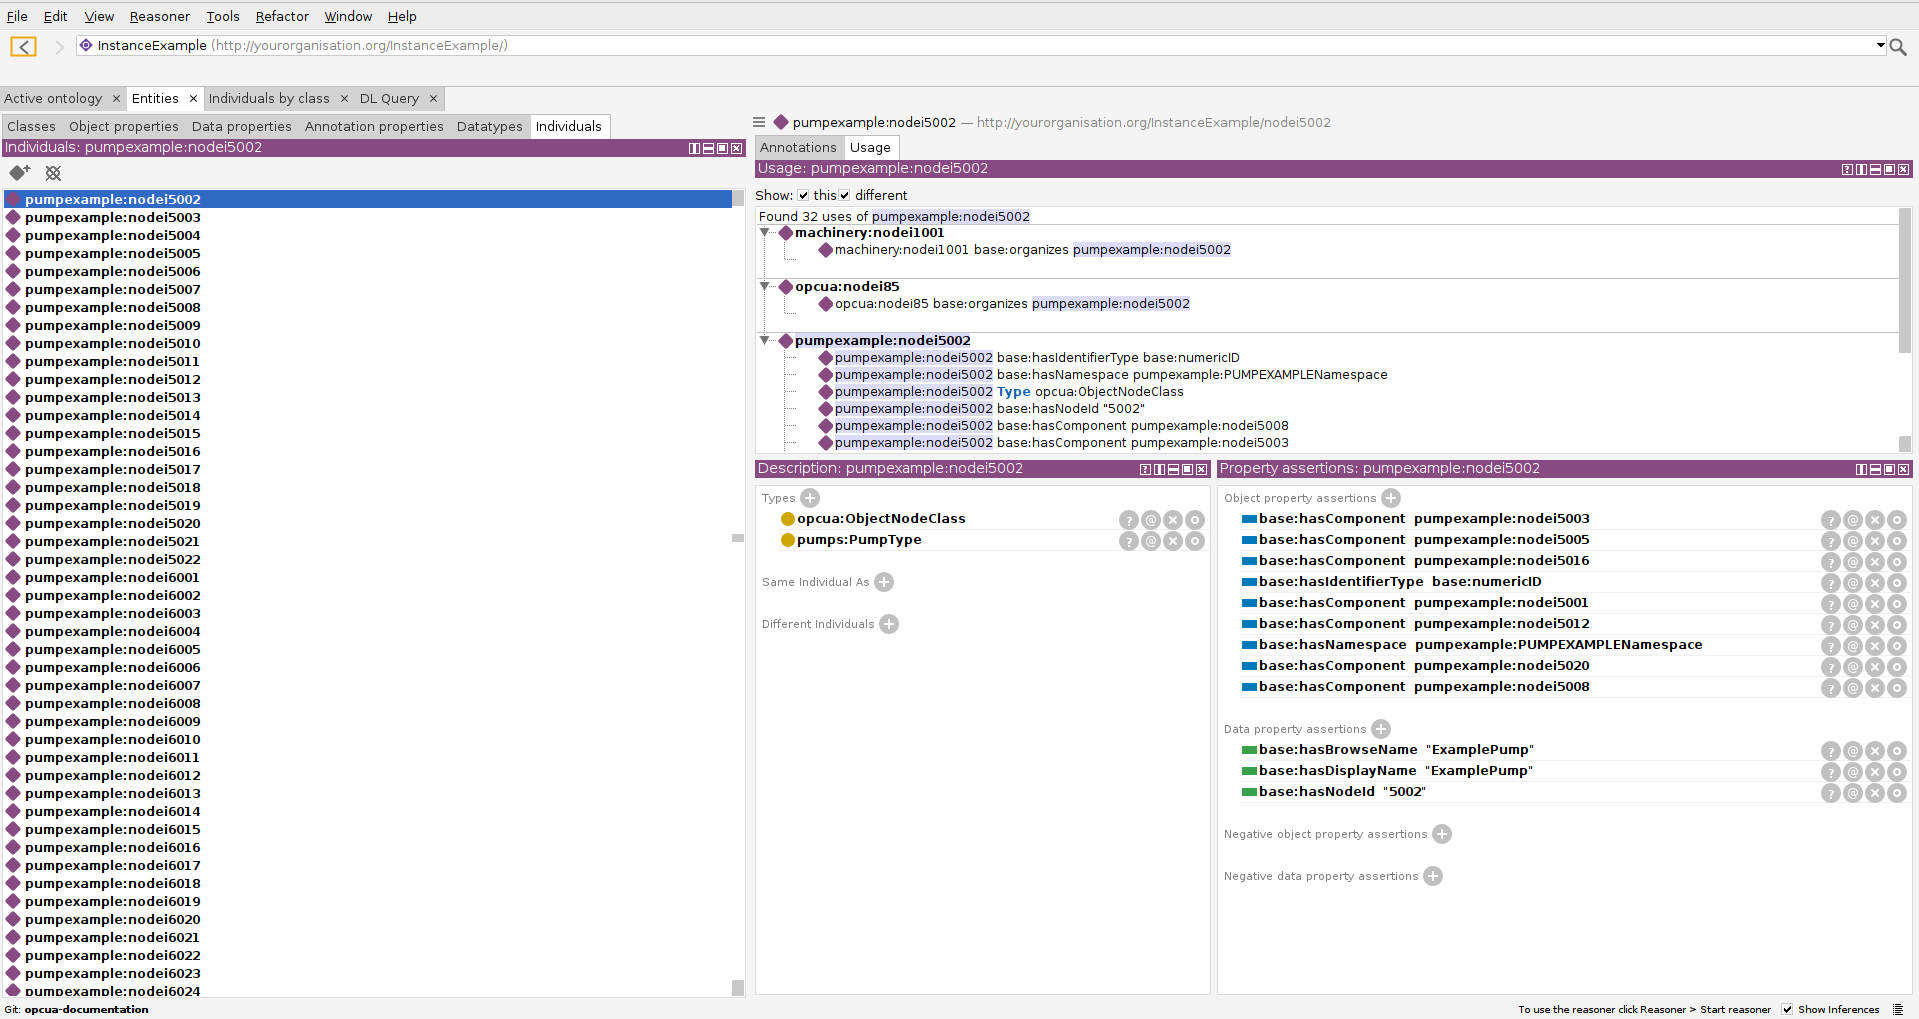 File Edit View Reasoner Tools Refactor Window Help
InstanceExample (http://yourorganisation.org/InstanceExample/)
Active ontology × Entities × Individuals by class × DL Query ×
Classes Object properties Data properties Annotation properties Datatypes Individuals
Individuals: pumpexample:nodei5002
pumpexample:nodei5002
pumpexample:nodei5003
pumpexample:nodei5004
pumpexample:nodei5005
pumpexample:nodei5006
pumpexample:nodei5007
pumpexample:nodei5008
pumpexample:nodei5009
pumpexample:nodei5010
pumpexample:nodei5011
pumpexample:nodei5012
pumpexample:nodei5013
pumpexample:nodei5014
pumpexample:nodei5015
pumpexample:nodei5016
pumpexample:nodei5017
pumpexample:nodei5018
pumpexample:nodei5019
pumpexample:nodei5020
pumpexample:nodei5021
pumpexample:nodei5022
pumpexample:nodei6001
pumpexample:nodei6002
pumpexample:nodei6003
pumpexample:nodei6004
pumpexample:nodei6005
pumpexample:nodei6006
pumpexample:nodei6007
pumpexample:nodei6008
pumpexample:nodei6009
pumpexample:nodei6010
pumpexample:nodei6011
pumpexample:nodei6012
pumpexample:nodei6013
pumpexample:nodei6014
pumpexample:nodei6015
pumpexample:nodei6016
pumpexample:nodei6017
pumpexample:nodei6018
pumpexample:nodei6019
pumpexample:nodei6020
pumpexample:nodei6021
pumpexample:nodei6022
pumpexample:nodei6023
pumpexample:nodei6024
pumpexample:nodei5002 — http://yourorganisation.org/InstanceExample/nodei5002
Annotations Usage
Usage: pumpexample:nodei5002
Show: this different
Found 32 uses of pumpexample:nodei5002
machinery:nodei1001
machinery:nodei1001 base:organizes pumpexample:nodei5002
opcua:nodei85
opcua:nodei85 base:organizes pumpexample:nodei5002
pumpexample:nodei5002
pumpexample:nodei5002 base:hasIdentifierType base:numericID
pumpexample:nodei5002 base:hasNamespace pumpexample:PUMPEXAMPLENamespace
pumpexample:nodei5002 Type opcua:ObjectNodeClass
pumpexample:nodei5002 base:hasNodeId "5002"
pumpexample:nodei5002 base:hasComponent pumpexample:nodei5008
pumpexample:nodei5002 base:hasComponent pumpexample:nodei5003
Description: pumpexample:nodei5002
Types
opcua:ObjectNodeClass
pumps:PumpType
Same Individual As
Different Individuals
Property assertions: pumpexample:nodei5002
Object property assertions
base:hasComponent pumpexample:nodei5003
base:hasComponent pumpexample:nodei5005
base:hasComponent pumpexample:nodei5016
base:hasIdentifierType base:numericID
base:hasComponent pumpexample:nodei5001
base:hasComponent pumpexample:nodei5012
base:hasNamespace pumpexample:PUMPEXAMPLENamespace
base:hasComponent pumpexample:nodei5020
base:hasComponent pumpexample:nodei5008
Data property assertions
base:hasBrowseName "ExamplePump"
base:hasDisplayName "ExamplePump"
base:hasNodeId "5002"
Negative object property assertions
Negative data property assertions
Git: opcua-documentation
To use the reasoner click Reasoner > Start reasoner Show Inferences